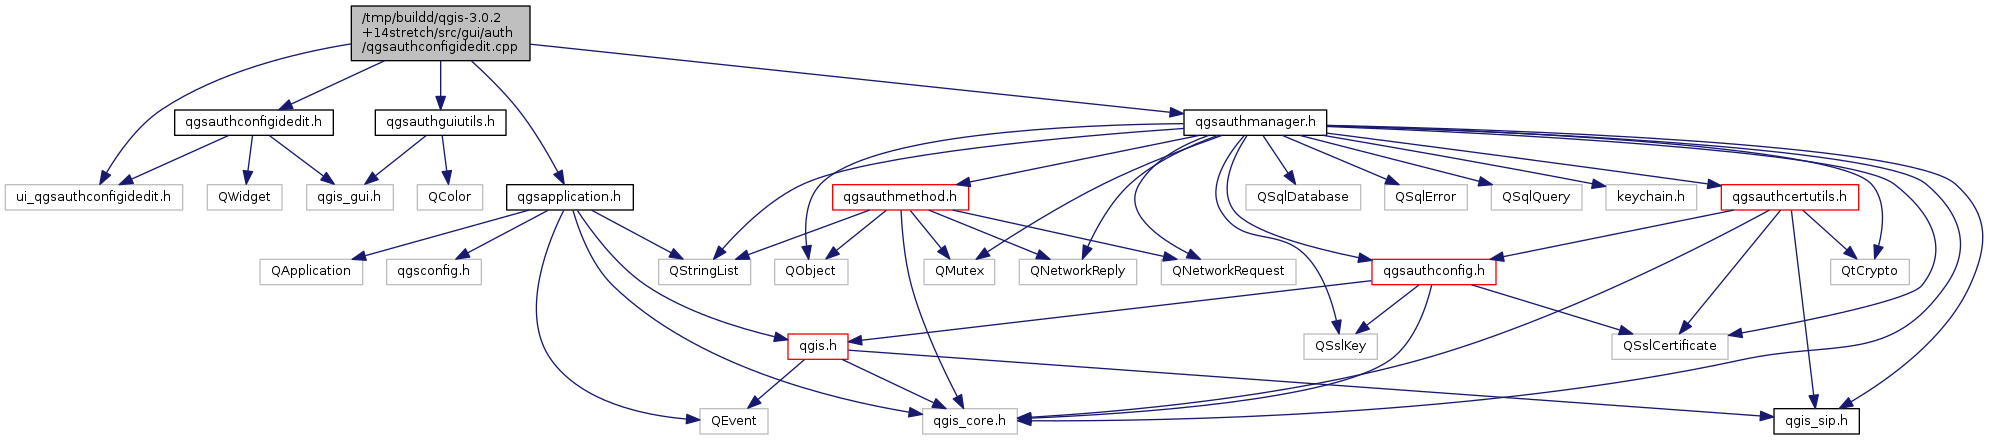 /tmp/buildd/qgis-3.0.2
+14stretch/src/gui/auth
/qgsauthconfigidedit.cpp
qgsauthconfigidedit.h
qgsauthguiutils.h
qgsauthmanager.h
ui_qgsauthconfigidedit.h
QWidget
qgis_gui.h
QColor
qgsapplication.h
qgsauthmethod.h
QSqlDatabase
QSqlError
QSqlQuery
keychain.h
qgsauthcertutils.h
QApplication
qgsconfig.h
QStringList
QObject
QMutex
QNetworkReply
QNetworkRequest
qgsauthconfig.h
QtCrypto
qgis.h
QSslKey
QSslCertificate
QEvent
qgis_core.h
qgis_sip.h